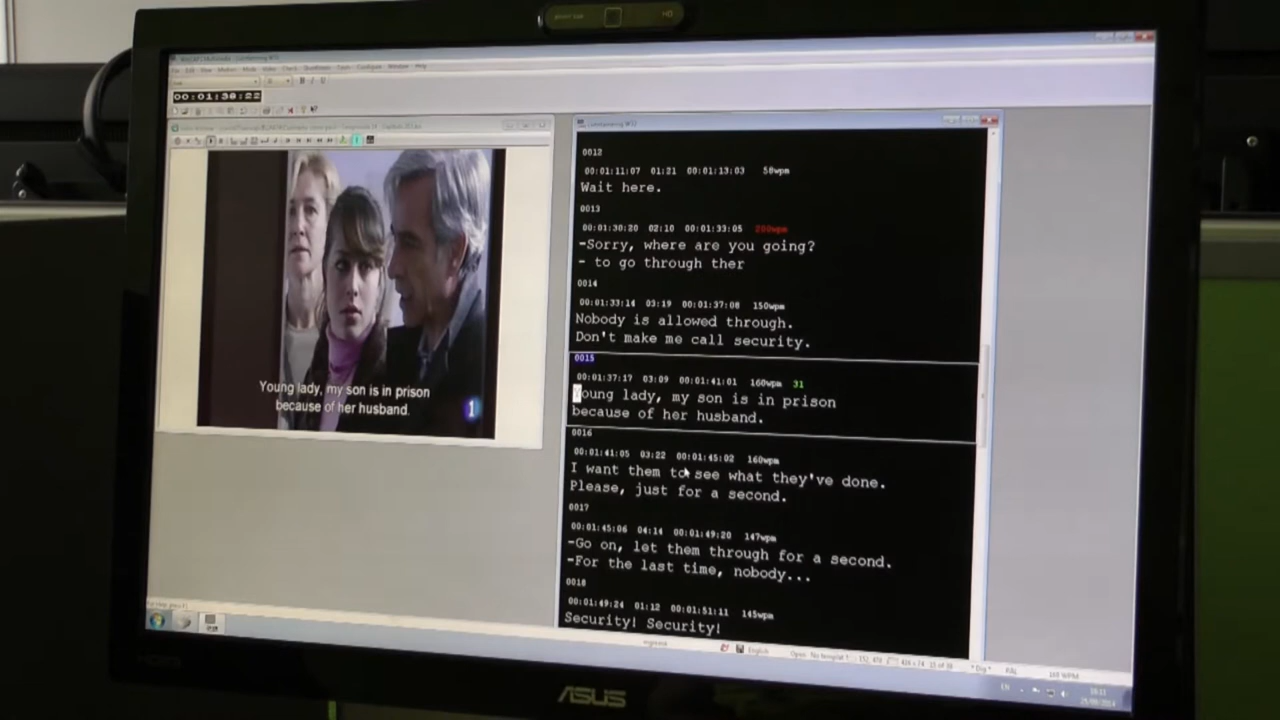 00:01:38:22
Young lady, my son is in prison
because of her husband.
1
0012
00:01:11:07 01:21 00:01:13:03 58wpm
Wait here.
0013
00:01:30:20 02:10 00:01:33:05 200wpm
-Sorry, where are you going?
- to go through ther
0014
00:01:33:14 03:19 00:01:37:08 150wpm
Nobody is allowed through.
Don't make me call security.
0015
00:01:37:17 03:09 00:01:41:01 160wpm 31
Young lady, my son is in prison
because of her husband.
0016
00:01:41:05 03:22 00:01:45:02 160wpm
I want them to see what they've done.
Please, just for a second.
0017
00:01:45:06 04:14 00:01:49:20 147wpm
-Go on, let them through for a second.
-For the last time, nobody...
0018
00:01:49:24 01:12 00:01:51:11 145wpm
Security! Security!
English
EN
ASUS